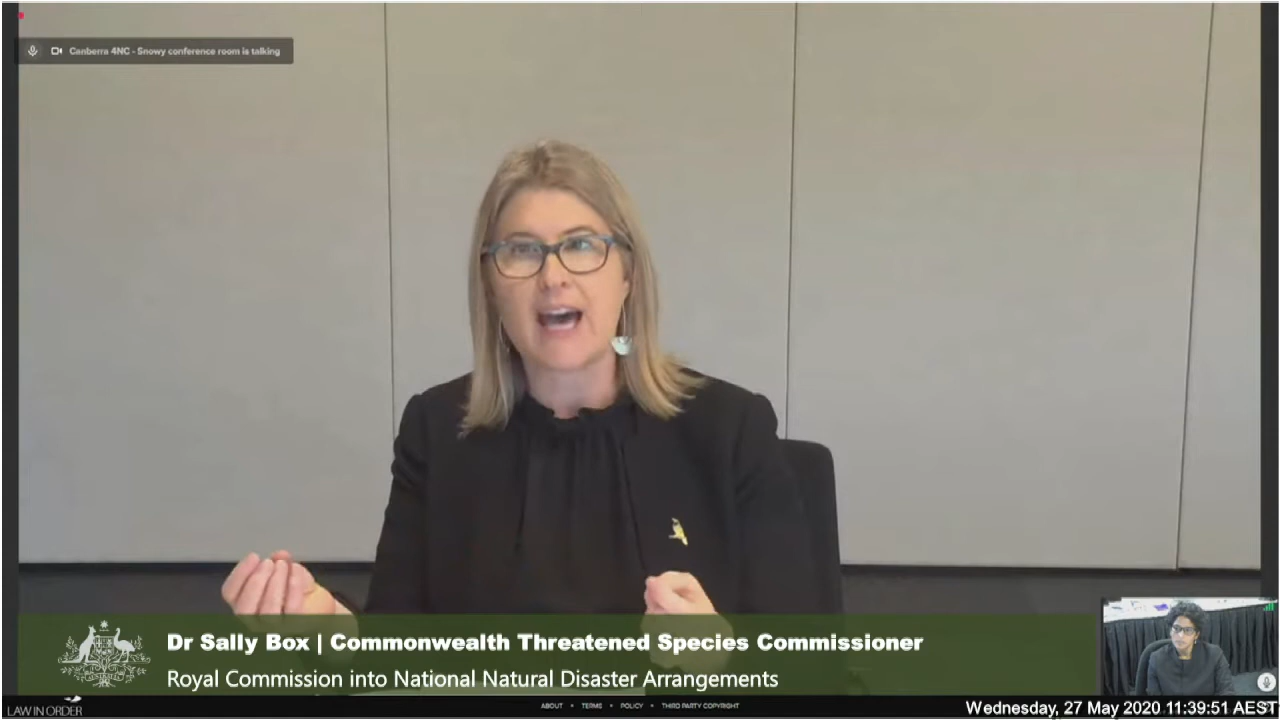 Canberra 4NC - Snowy conference room is talking
Dr Sally Box | Commonwealth Threatened Species Commissioner
Royal Commission into National Natural Disaster Arrangements
LAW IN ORDER
ABOUT • TERMS • POLICY • THIRD PARTY COPYRIGHT
Wednesday, 27 May 2020 11:39:51 AEST